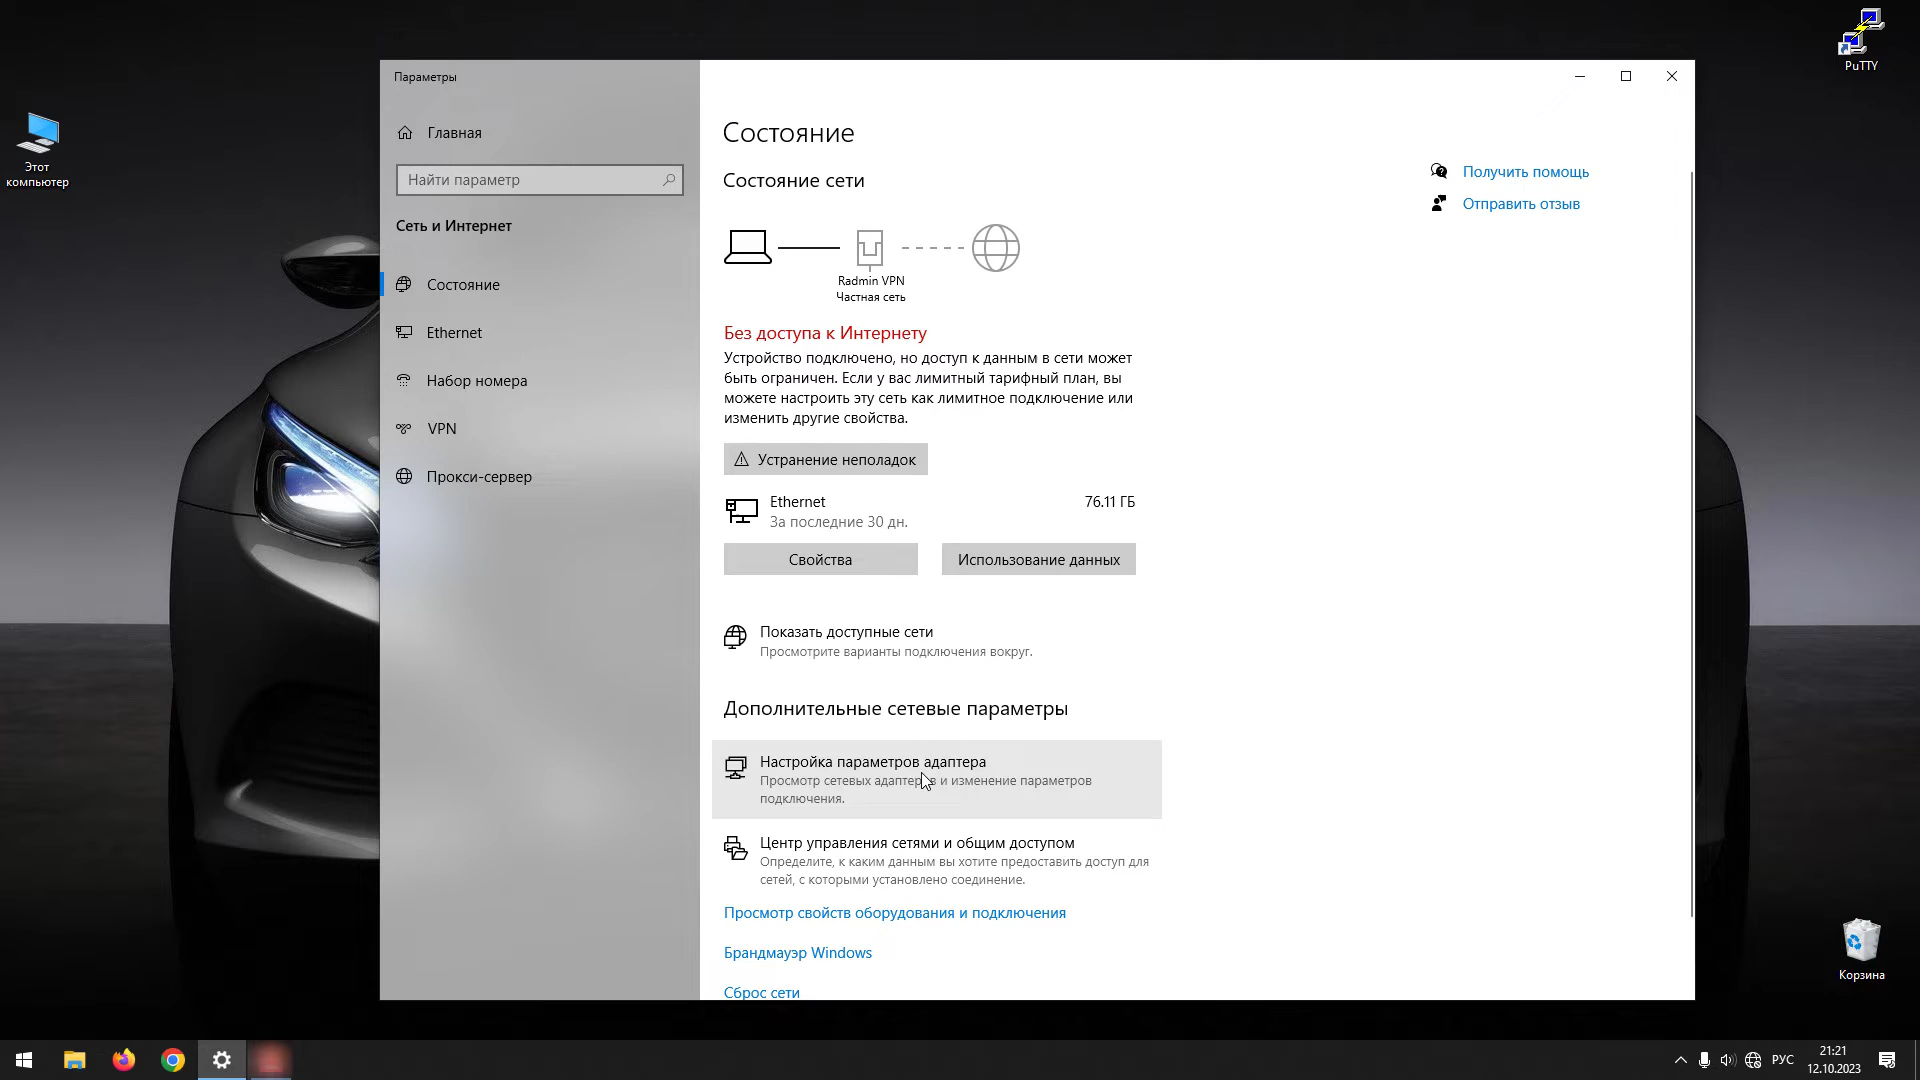 PuTTY
Этот
компьютер
Параметры
Главная
Найти параметр
Сеть и Интернет
Состояние
Ethernet
Набор номера
VPN
Прокси-сервер
Состояние
Состояние сети
Radmin VPN
Частная сеть
Без доступа к Интернету
Устройство подключено, но доступ к данным в сети может
быть ограничен. Если у вас лимитный тарифный план, вы
можете настроить эту сеть как лимитное подключение или
изменить другие свойства.
Устранение неполадок
Ethernet 76.11 ГБ
За последние 30 дн.
Свойства
Использование данных
Показать доступные сети
Просмотрите варианты подключения вокруг.
Дополнительные сетевые параметры
Настройка параметров адаптера
Просмотр сетевых адаптеров и изменение параметров
подключения.
Центр управления сетями и общим доступом
Определите, к каким данным вы хотите предоставить доступ для
сетей, с которыми установлено соединение.
Просмотр свойств оборудования и подключения
Брандмауэр Windows
Сброс сети
Получить помощь
Отправить отзыв
Корзина
РУС
21:21
12.10.2023